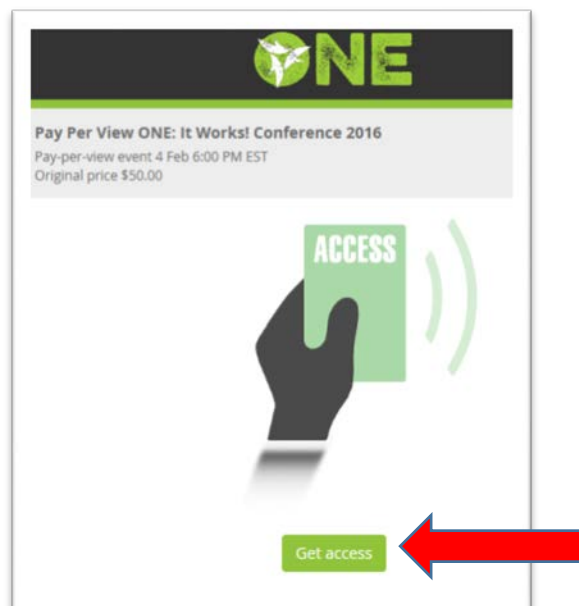 ONE
Pay Per View ONE: It Works! Conference 2016
Pay-per-view event 4 Feb 6:00 PM EST
Original price $50.00
ACCESS
Get access